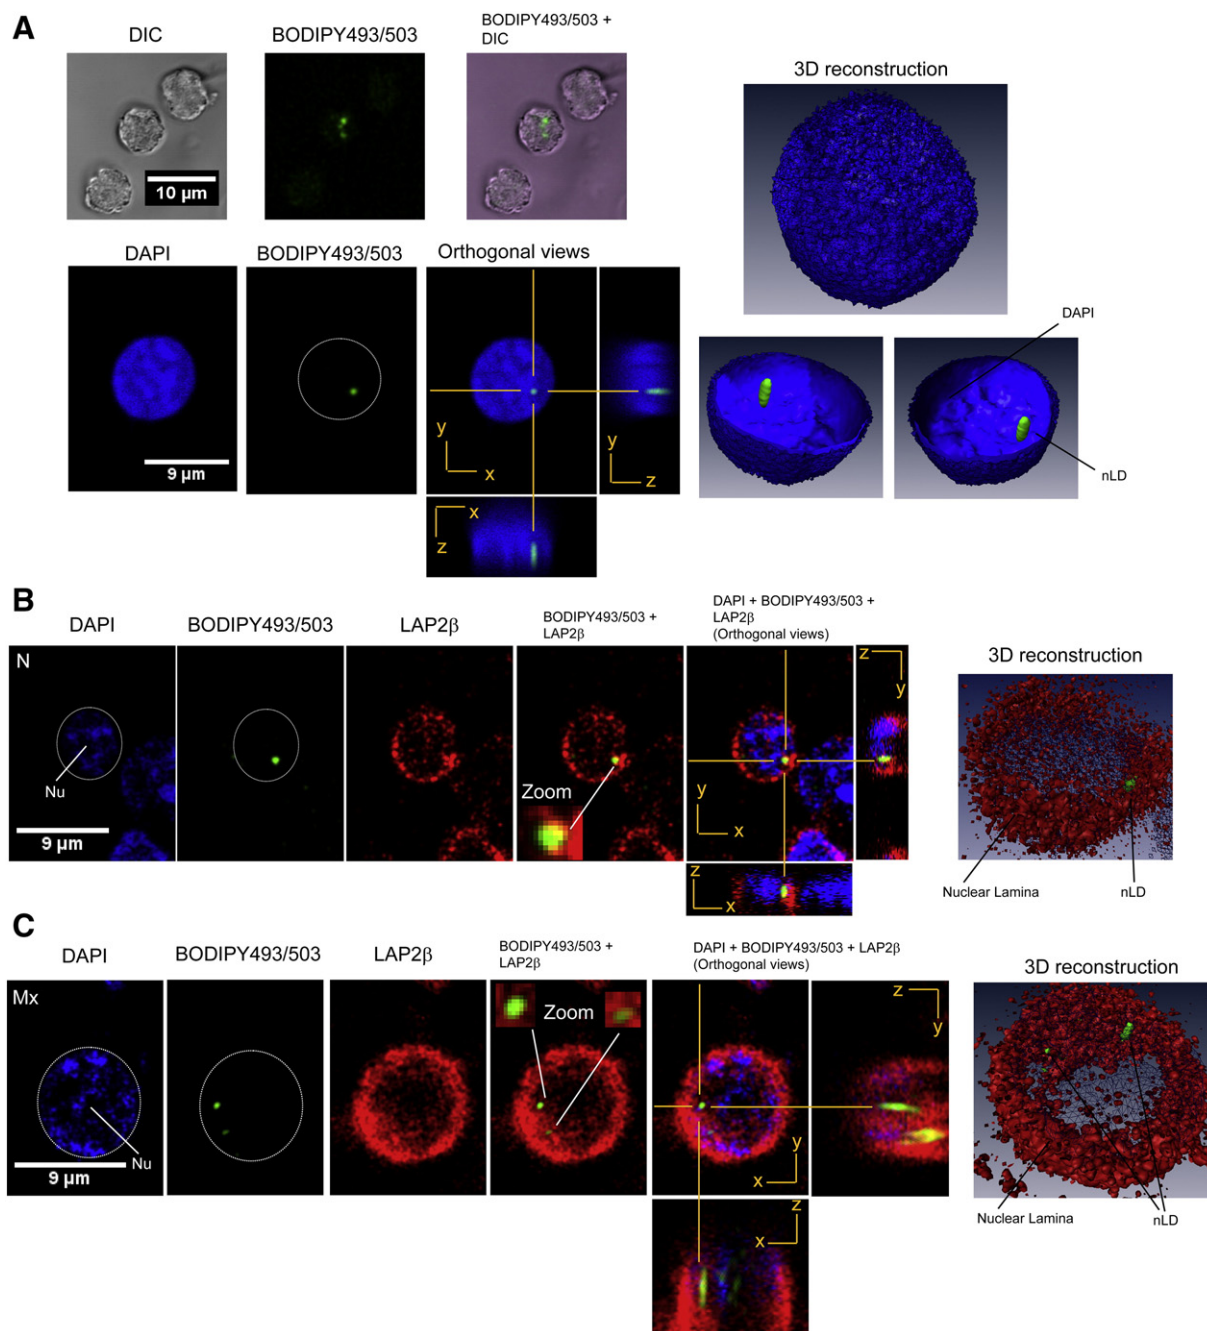 A
DIC
BODIPY493/503
BODIPY493/503 +
DIC
10 µm
3D reconstruction
DAPI
BODIPY493/503
Orthogonal views
9 µm
y
x
y
z
x
z
DAPI
nLD
B
DAPI
BODIPY493/503
LAP2β
BODIPY493/503 +
LAP2β
DAPI + BODIPY493/503 +
LAP2β
(Orthogonal views)
3D reconstruction
N
Nu
9 µm
Zoom
y
x
z
y
z
x
Nuclear Lamina
nLD
C
DAPI
BODIPY493/503
LAP2β
BODIPY493/503 +
LAP2β
DAPI + BODIPY493/503 + LAP2β
(Orthogonal views)
3D reconstruction
Mx
Nu
9 µm
Zoom
y
x
z
y
z
x
Nuclear Lamina
nLD